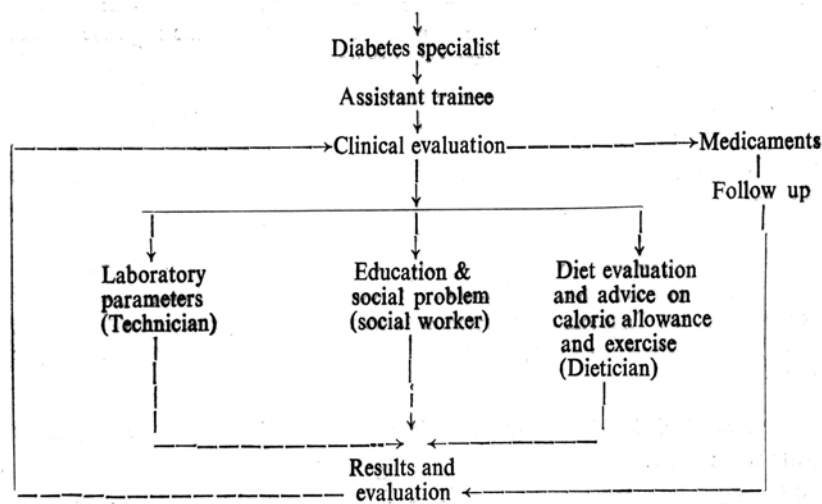 Diabetes specialist
Assistant trainee
Clinical evaluation
Medicaments
Follow up
Laboratory
parameters
(Technician)
Education &
social problem
(social worker)
Diet evaluation
and advice on
caloric allowance
and exercise
(Dietician)
Results and
evaluation